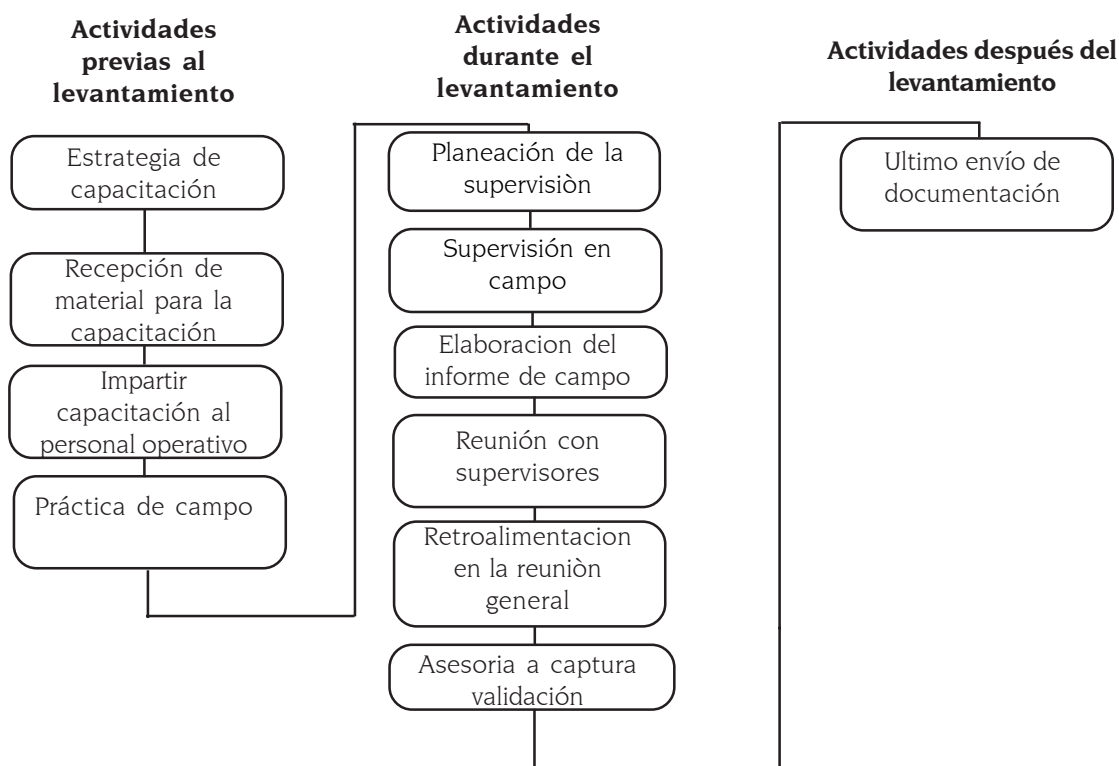 Actividades
previas al
levantamiento
Estrategia de
capacitación
Recepción de
material para la
capacitación
Impartir
capacitación al
personal operativo
Práctica de campo
Actividades
durante el
levantamiento
Planeación de la
supervisiòn
Supervisión en
campo
Elaboracion del
informe de campo
Reunión con
supervisores
Retroalimentacion
en la reuniòn
general
Asesoria a captura
validación
Actividades después del
levantamiento
Ultimo envío de
documentación